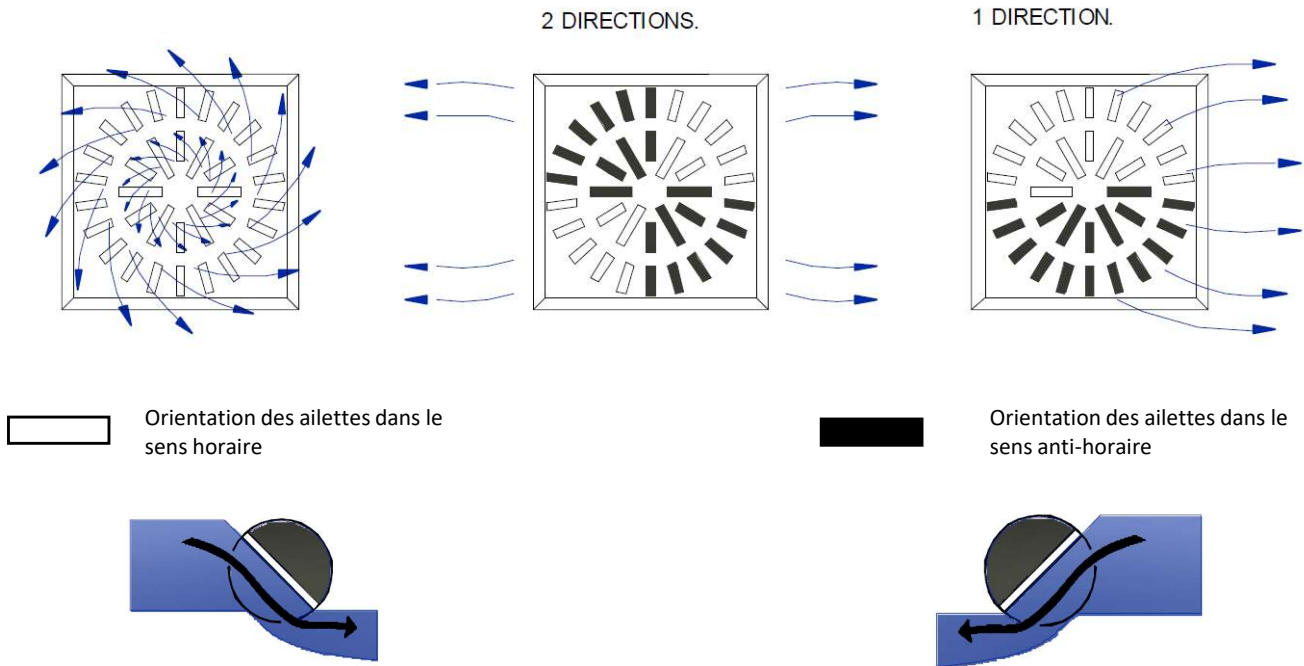 2 DIRECTIONS.
1 DIRECTION.
Orientation des ailettes dans le
sens horaire
Orientation des ailettes dans le
sens anti-horaire